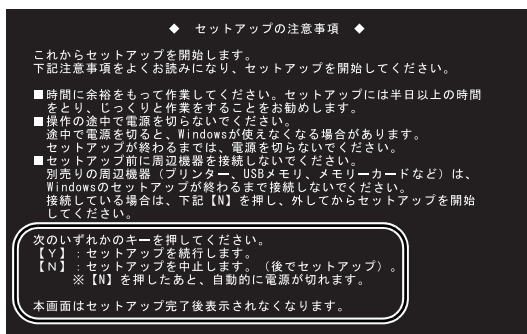 ◆ セットアップの注意事項 ◆
これからセットアップを開始します。
下記注意事項をよくお読みになり、セットアップを開始してください。
■時間に余裕をもって作業してください。セットアップには半日以上の時間
をとり、じっくりと作業をすることをお勧めします。
■操作の途中で電源を切らないでください。
途中で電源を切ると、Windowsが使えなくなる場合があります。
セットアップが終わるまでは、電源を切らないでください。
■セットアップ前に周辺機器を接続しないでください。
別売りの周辺機器（プリンター、USBメモリ、メモリーカードなど）は、
Windowsのセットアップが終わるまで接続しないでください。
接続している場合は、下記【N】を押し、外してからセットアップを開始
してください。
次のいずれかのキーを押してください。
【Y】：セットアップを続行します。
【N】：セットアップを中止します。（後でセットアップ）。
※【N】を押したあと、自動的に電源が切れます。
本画面はセットアップ完了後表示されなくなります。